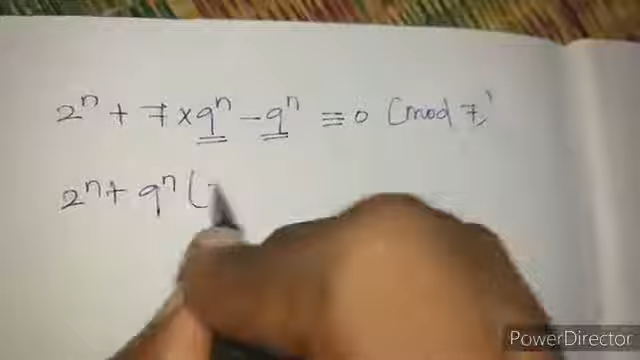 2ⁿ + 7 × 9ⁿ - 9ⁿ ≡ 0 (mod 7)
2ⁿ + 9ⁿ (
PowerDirector